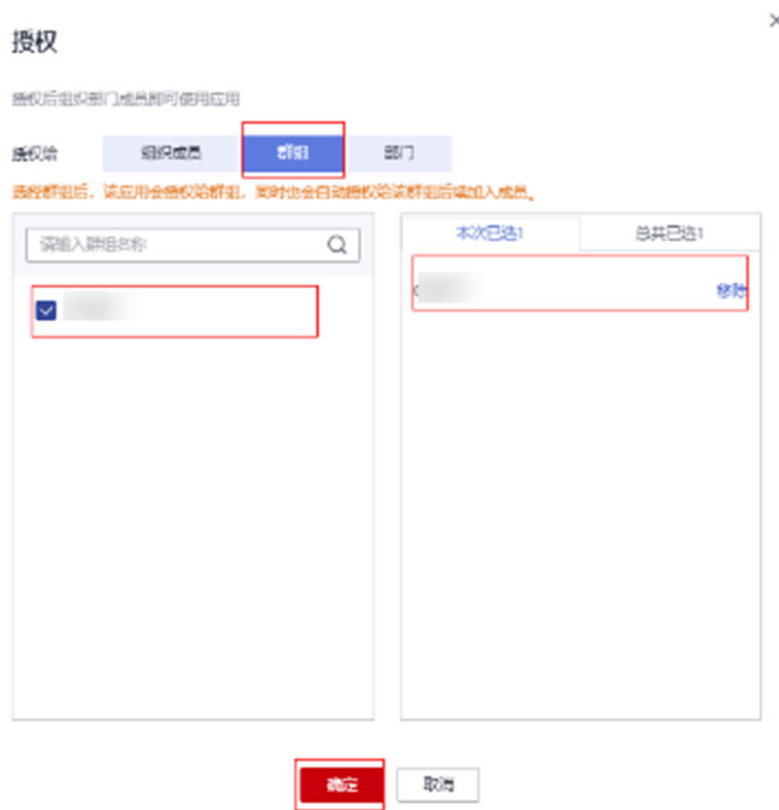 授权
授权后组织部门成员即可使用应用
授权给 组织成员 群组 部门
选择群组后，该应用会授权给群组，同时也会自动授权给该群组后续加入成员。
请输入群组名称
本次已选1 总共已选1
移除
确定 取消